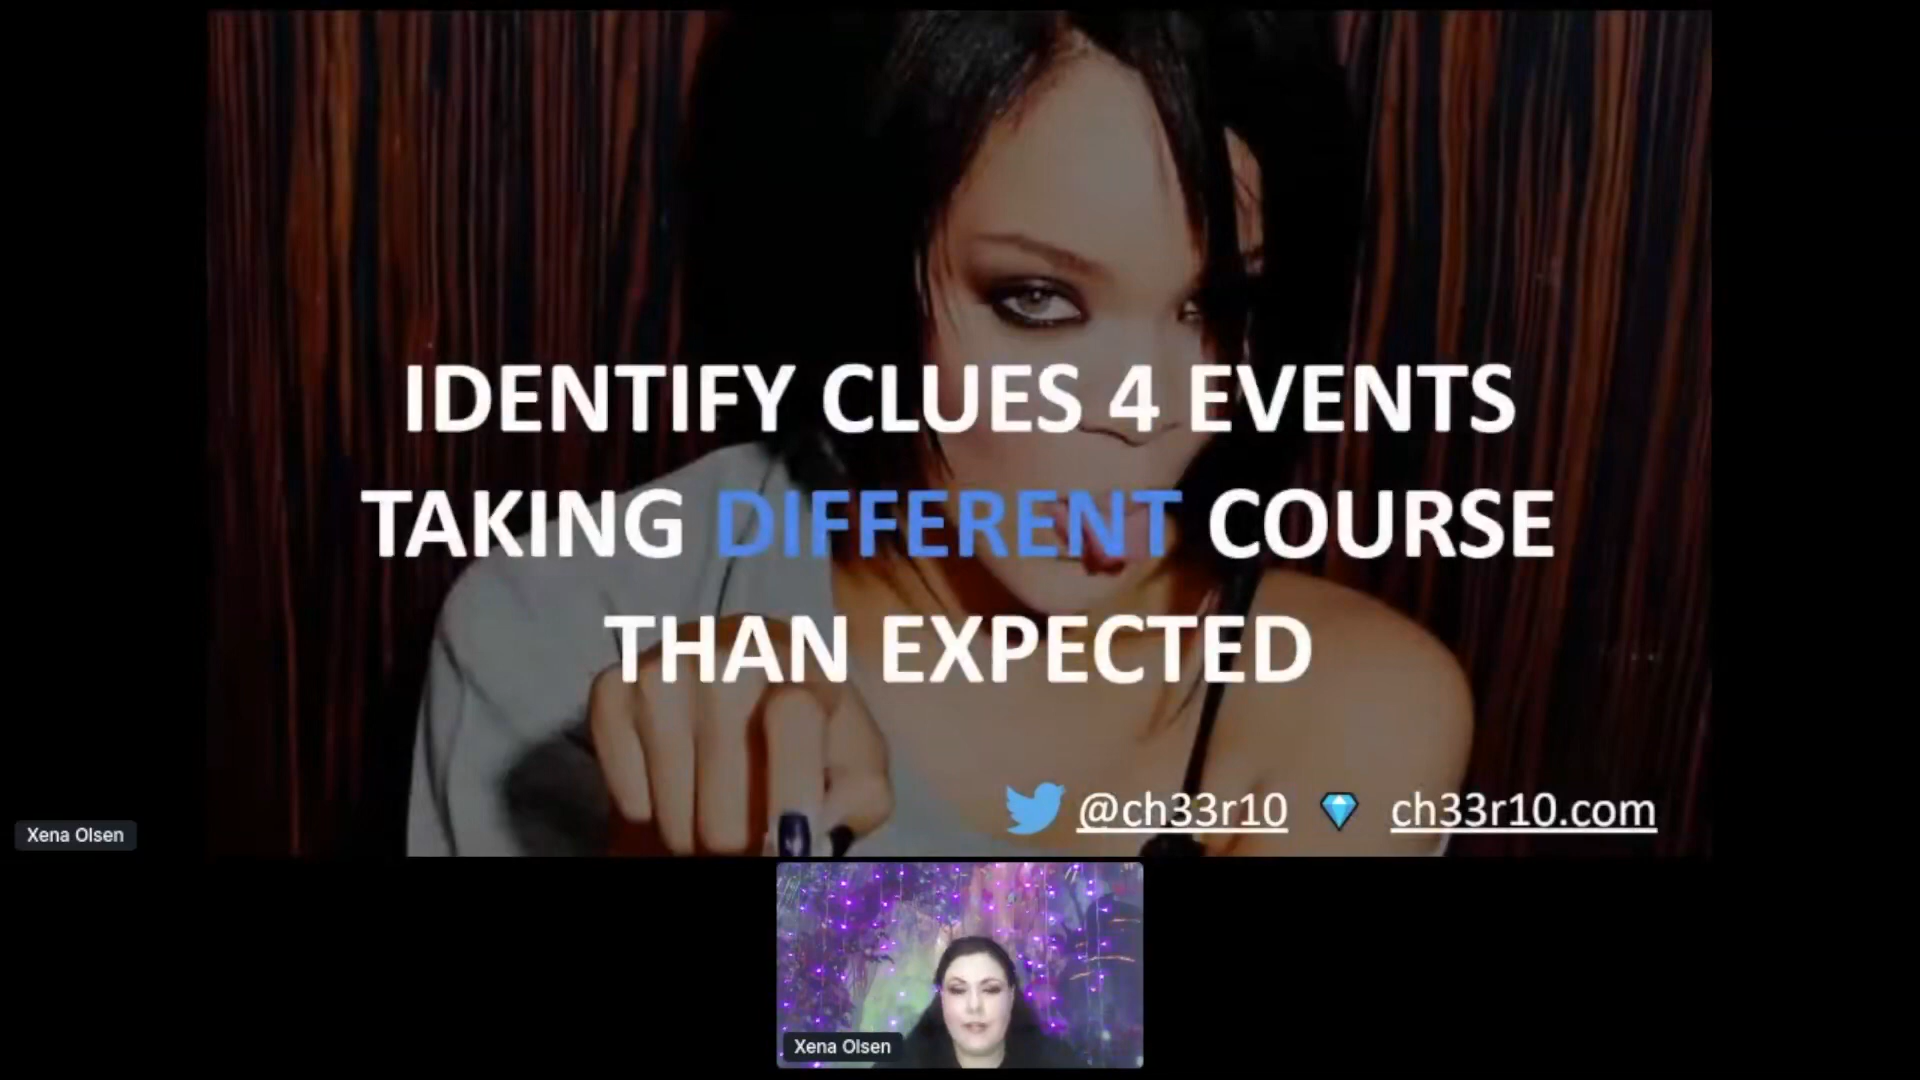 IDENTIFY CLUES 4 EVENTS
TAKING DIFFERENT COURSE
THAN EXPECTED
@ch33r10 ch33r10.com
Xena Olsen
Xena Olsen